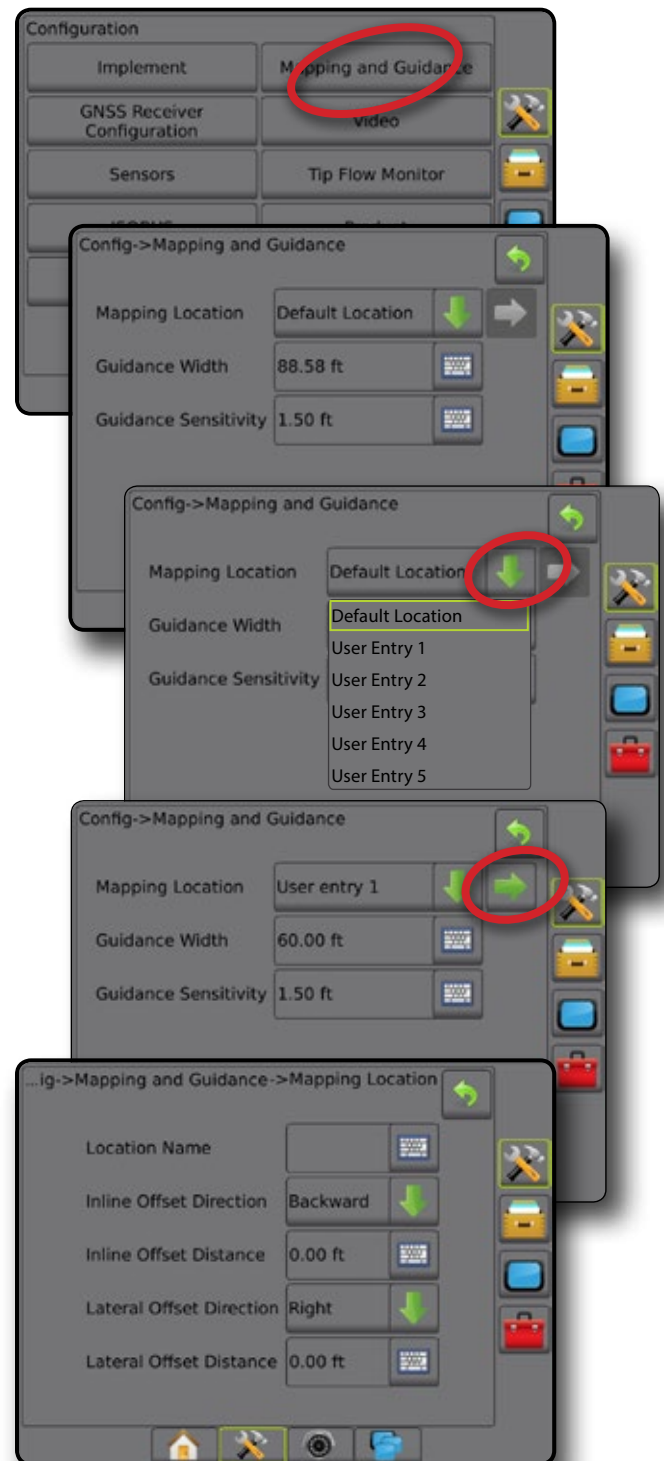 Configuration
Implement
Mapping and Guidance
GNSS Receiver
Configuration
Video
Sensors
Tip Flow Monitor
Config->Mapping and Guidance
Mapping Location
Default Location
Guidance Width
88.58 ft
Guidance Sensitivity
1.50 ft
Config->Mapping and Guidance
Mapping Location
Default Location
Guidance Width
Default Location
User Entry 1
Guidance Sensitivity
User Entry 2
User Entry 3
User Entry 4
User Entry 5
Config->Mapping and Guidance
Mapping Location
User entry 1
Guidance Width
60.00 ft
Guidance Sensitivity
1.50 ft
...ig->Mapping and Guidance->Mapping Location
Location Name
Inline Offset Direction
Backward
Inline Offset Distance
0.00 ft
Lateral Offset Direction
Right
Lateral Offset Distance
0.00 ft